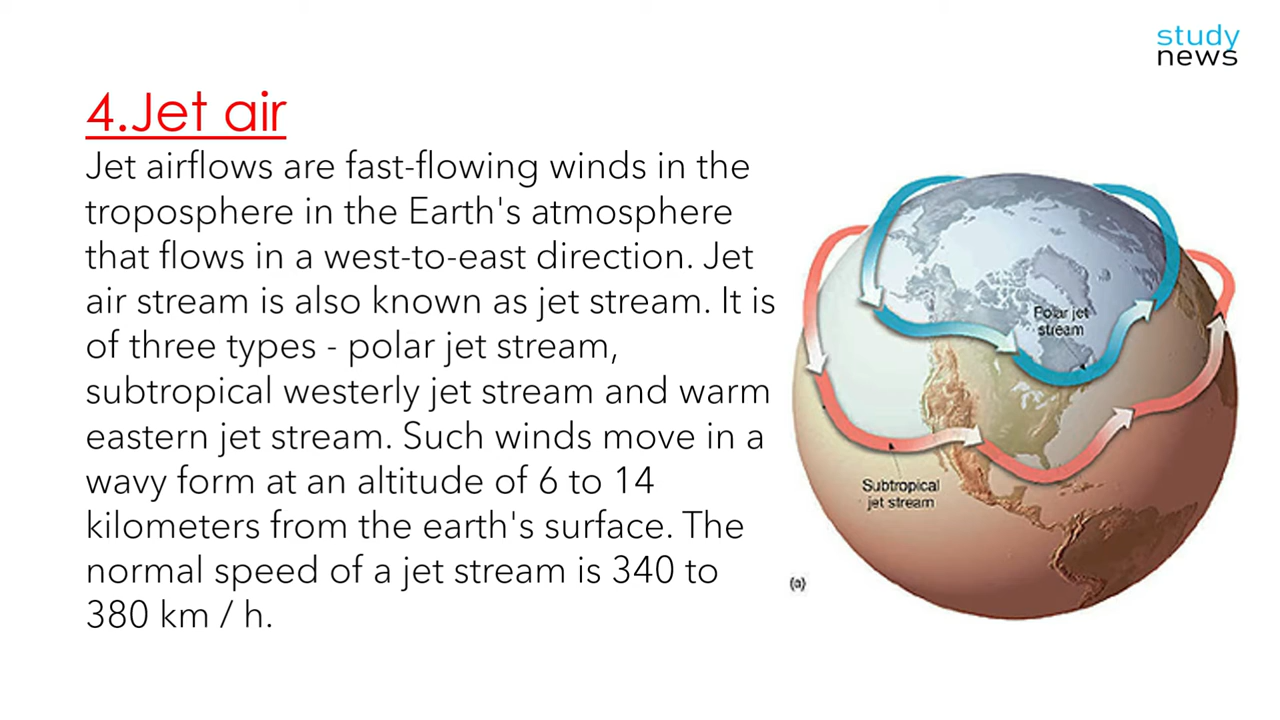 study
news
4.Jet air
Jet airflows are fast-flowing winds in the
troposphere in the Earth's atmosphere
that flows in a west-to-east direction. Jet
air stream is also known as jet stream. It is
of three types - polar jet stream,
subtropical westerly jet stream and warm
eastern jet stream. Such winds move in a
wavy form at an altitude of 6 to 14
kilometers from the earth's surface. The
normal speed of a jet stream is 340 to
380 km / h.
Polar jet
stream
Subtropical
jet stream
(a)